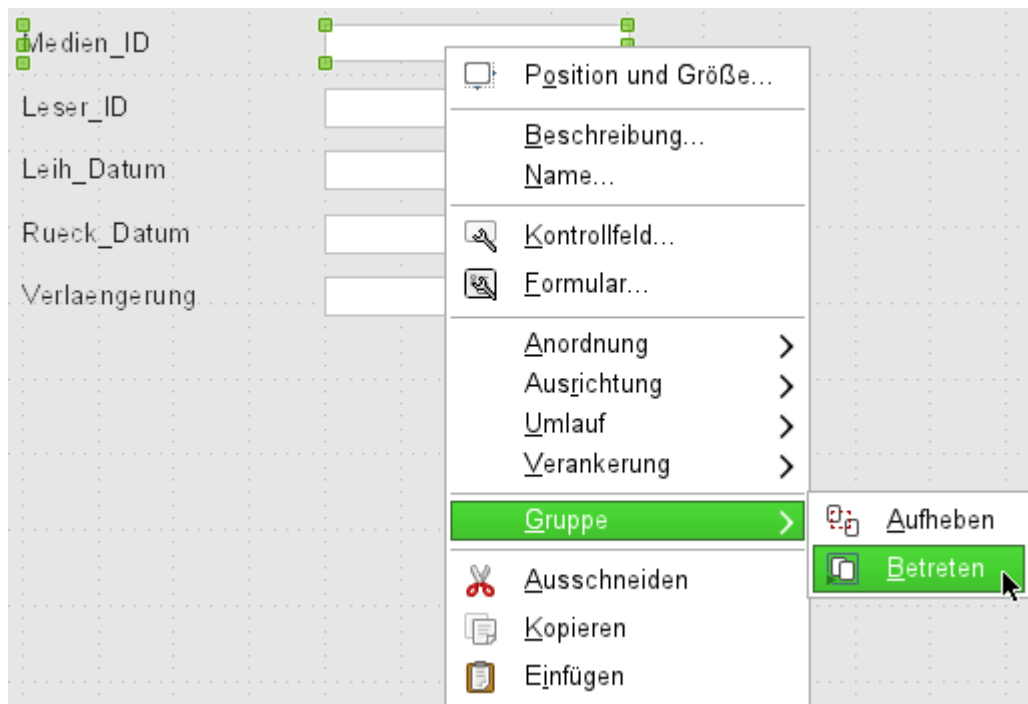 Medien_ID
Leser_ID
Leih_Datum
Rueck_Datum
Verlaengerung
Position und Größe...
Beschreibung...
Name...
Kontrollfeld...
Formular...
Anordnung
Ausrichtung
Umlauf
Verankerung
Gruppe
Aufheben
Betreten
Ausschneiden
Kopieren
Einfügen